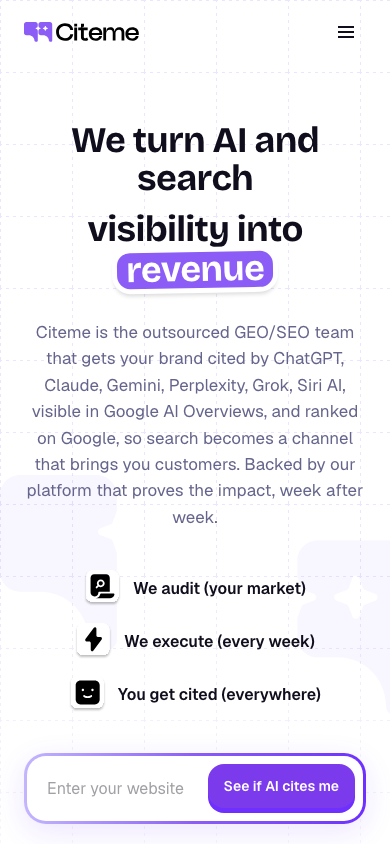 Citeme
We turn AI and
search
visibility into
revenue
Citeme is the outsourced GEO/SEO team
that gets your brand cited by ChatGPT,
Claude, Gemini, Perplexity, Grok, Siri AI,
visible in Google AI Overviews, and ranked
on Google, so search becomes a channel
that brings you customers. Backed by our
platform that proves the impact, week after
week.
We audit (your market)
We execute (every week)
You get cited (everywhere)
Enter your website
See if AI cites me